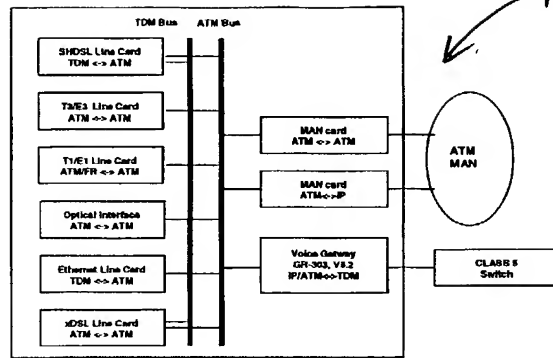 TDM Bus ATM Bus
SHDSL Line Card
TDM <-> ATM
T3/E3 Line Card
ATM <-> ATM
T1/E1 Line Card
ATM/FR <-> ATM
Optical Interface
ATM <-> ATM
Ethernet Line Card
TDM <-> ATM
xDSL Line Card
ATM <-> ATM
MAN card
ATM <-> ATM
MAN card
ATM<->IP
Voice Gatway
GR-303, V5.2
IP/ATM<->TDM
ATM
MAN
CLASS 5
Switch